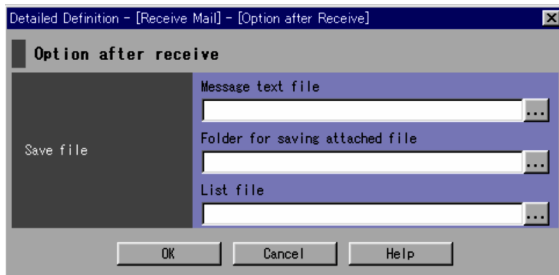 Detailed Definition - [Receive Mail] - [Option after Receive]
Option after receive
Save file
Message text file
...
Folder for saving attached file
...
List file
...
OK Cancel Help